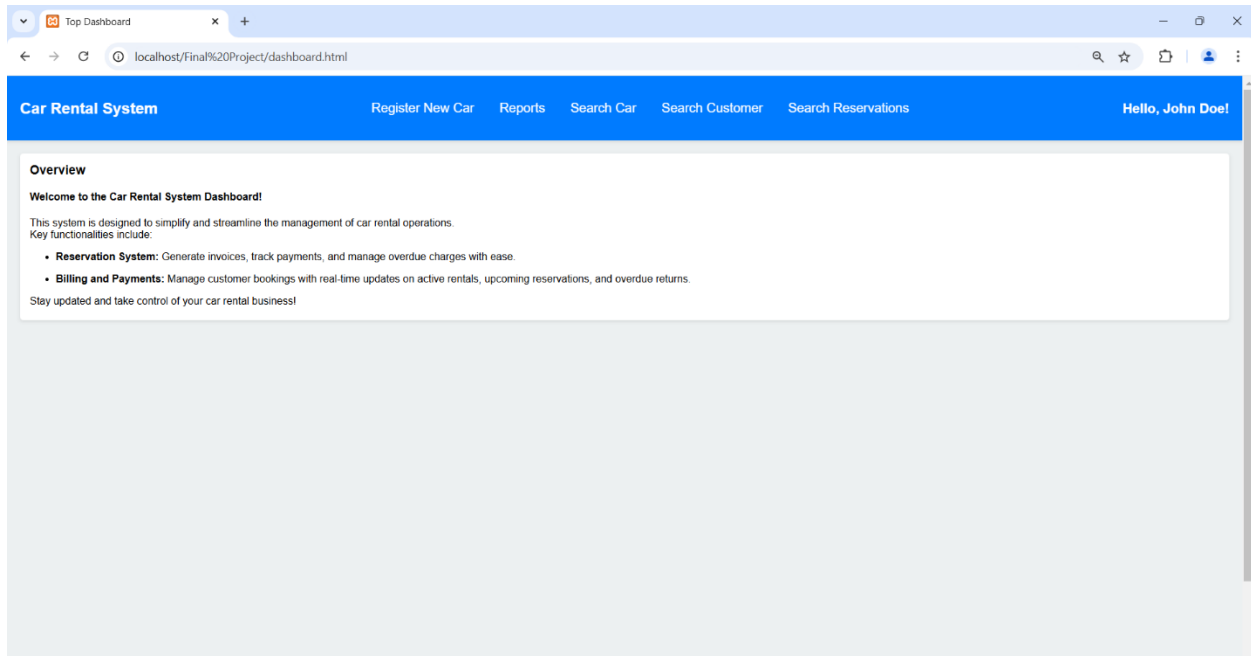 Top Dashboard
localhost/Final%20Project/dashboard.html
Car Rental System
Register New Car
Reports
Search Car
Search Customer
Search Reservations
Hello, John Doe!
Overview
Welcome to the Car Rental System Dashboard!
This system is designed to simplify and streamline the management of car rental operations.
Key functionalities include:
• Reservation System: Generate invoices, track payments, and manage overdue charges with ease.
• Billing and Payments: Manage customer bookings with real-time updates on active rentals, upcoming reservations, and overdue returns.
Stay updated and take control of your car rental business!